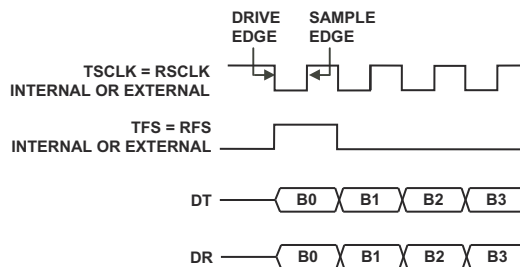 DRIVE EDGE
SAMPLE EDGE
TSCLK = RSCLK
INTERNAL OR EXTERNAL
TFS = RFS
INTERNAL OR EXTERNAL
DT B0 B1 B2 B3
DR B0 B1 B2 B3